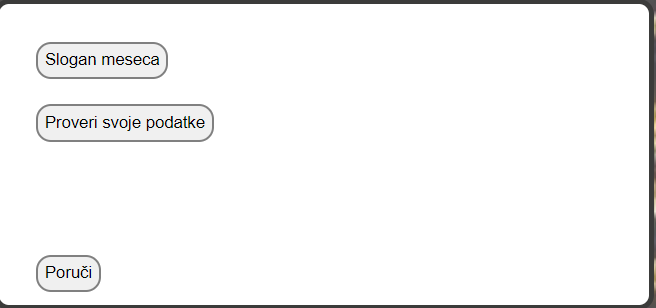 Slogan meseca
Proveri svoje podatke
Poruči